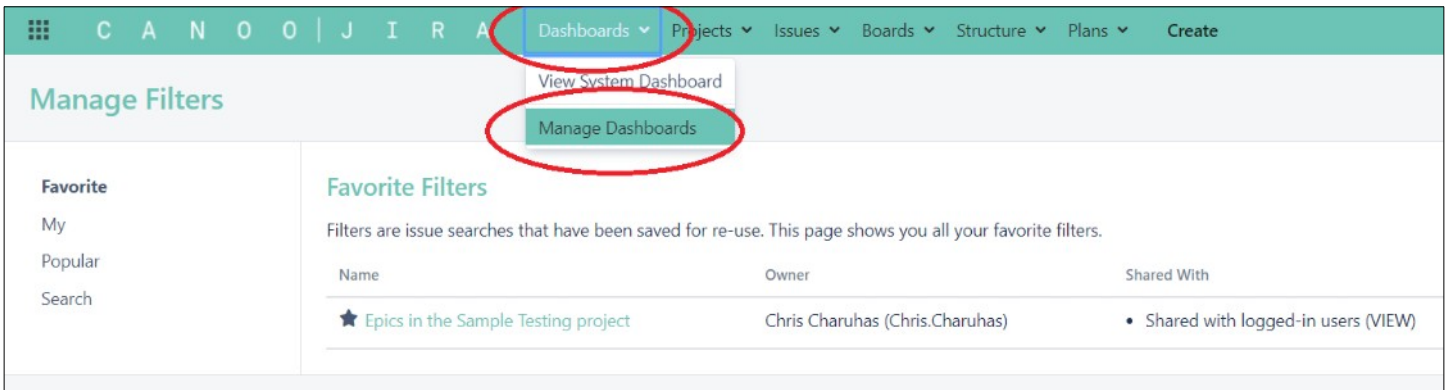 C A N O O | J I R A Dashboards Projects Issues Boards Structure Plans Create
View System Dashboard
Manage Dashboards
Manage Filters
Favorite
My
Popular
Search
Favorite Filters
Filters are issue searches that have been saved for re-use. This page shows you all your favorite filters.
Name Owner Shared With
Epics in the Sample Testing project Chris Charuhas (Chris.Charuhas) • Shared with logged-in users (VIEW)